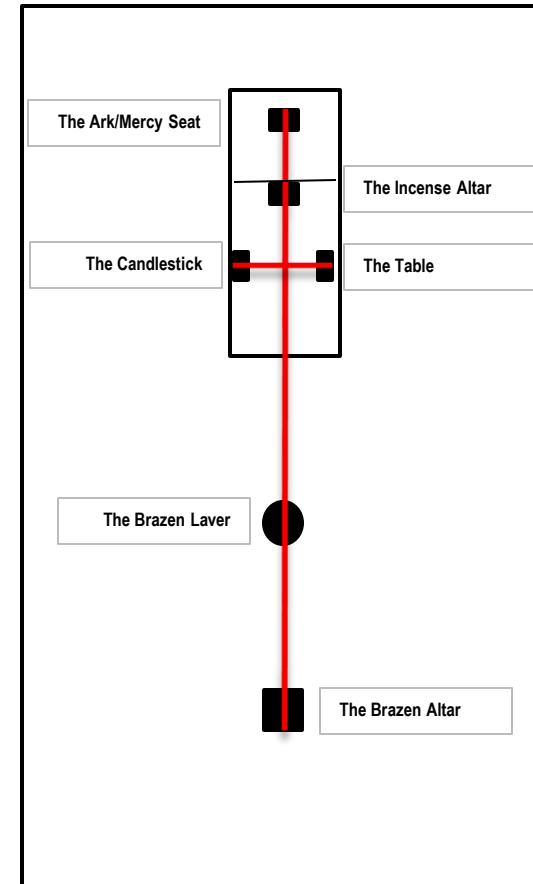 The Ark/Mercy Seat
The Incense Altar
The Candlestick
The Table
The Brazen Laver
The Brazen Altar